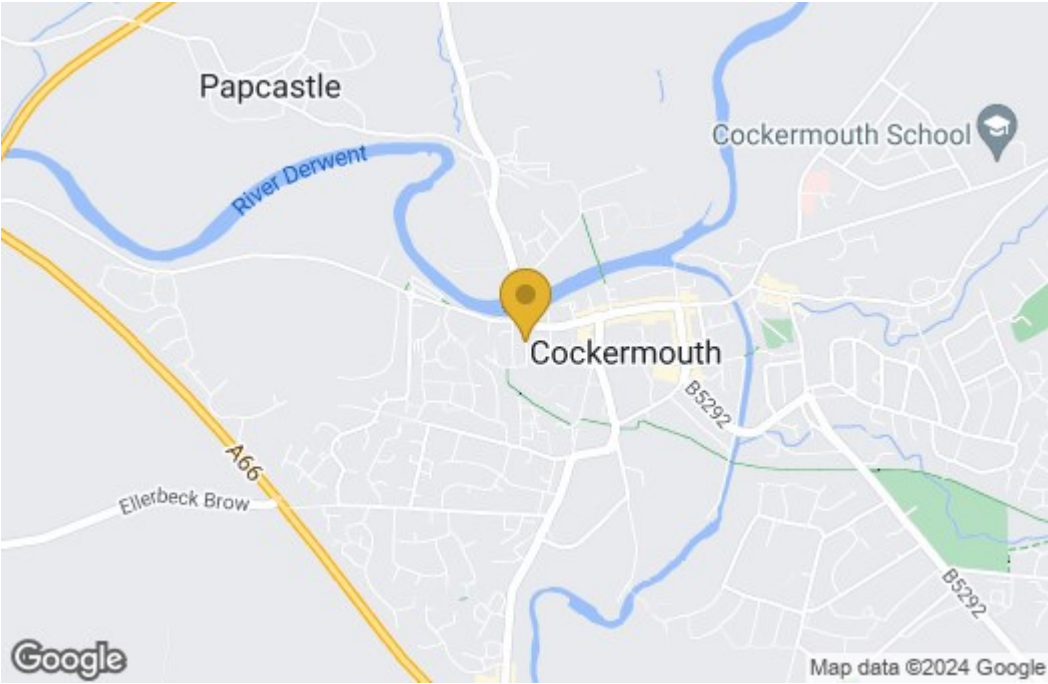 Papcastle
Cockermouth School
River Derwent
Cockermouth
B5292
A66
Ellerbeck Brow
B5292
Google
Map data ©2024 Google